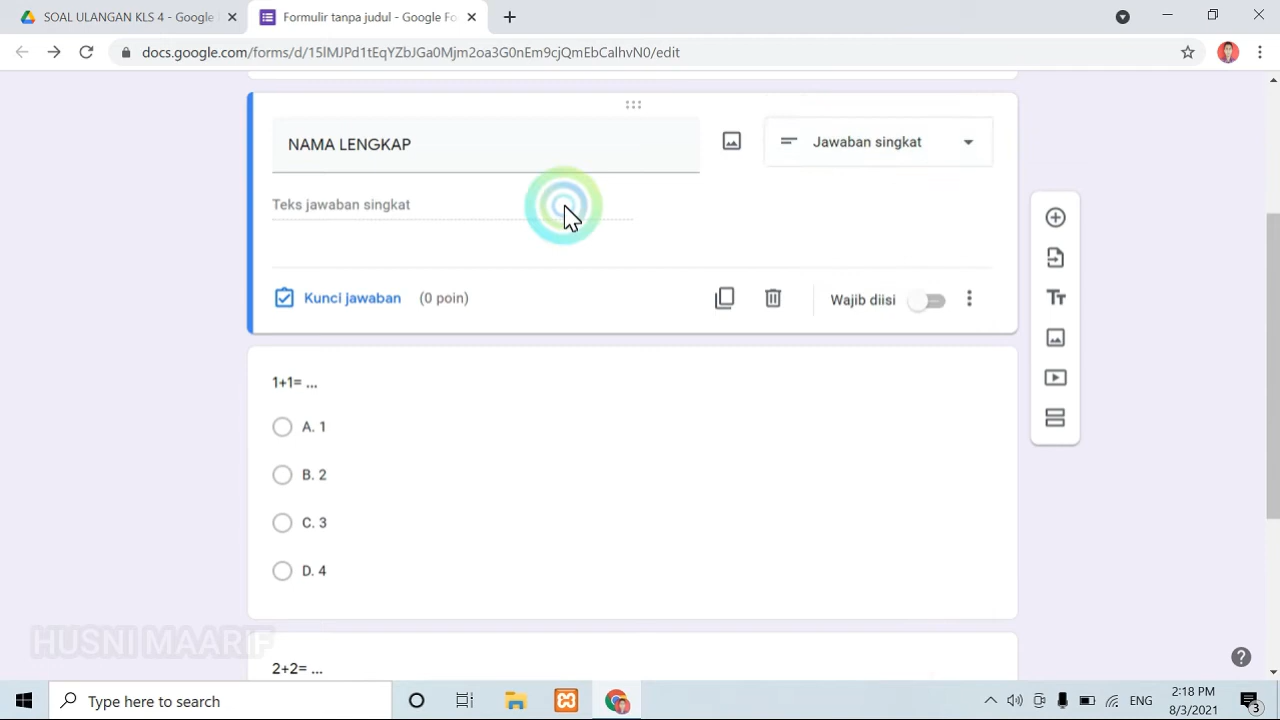 SOAL ULANGAN KLS 4 - Google
Formulir tanpa judul - Google Fo
docs.google.com/forms/d/15lMJPd1tEqYZbJGa0Mjm2oa3G0nEm9cjQmEbCalhvN0/edit
NAMA LENGKAP
Jawaban singkat
Teks jawaban singkat
Kunci jawaban (0 poin)
Wajib diisi
1+1= ...
A. 1
B. 2
C. 3
D. 4
HUSNI MAARIF
2+2= ...
Type here to search
ENG
2:18 PM
8/3/2021
3